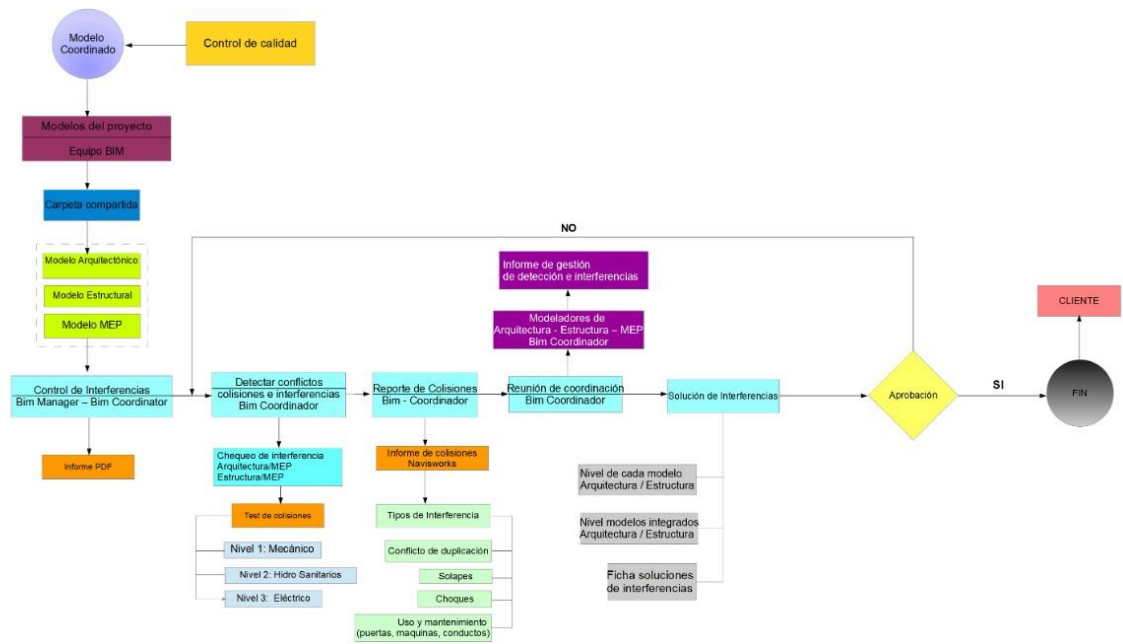 Modelo
Coordinado
Control de calidad
Modelos del proyecto
Equipo BIM
Carpeta compartida
Modelo Arquitectónico
Modelo Estructural
Modelo MEP
Control de Interferencias
Bim Manager – Bim Coordinator
Informe PDF
Detectar conflictos
colisiones e interferencias
Bim Coordinador
Chequeo de interferencia
Arquitectura/MEP
Estructura/MEP
Test de colisiones
Nivel 1: Mecánico
Nivel 2: Hidro Sanitarios
Nivel 3: Eléctrico
Reporte de Colisiones
Bim - Coordinador
Informe de colisiones
Navisworks
Tipos de Interferencia
Conflicto de duplicación
Solapes
Choques
Uso y mantenimiento
(puertas, maquinas, conductos)
NO
Informe de gestión
de detección e interferencias
Modeladores de
Arquitectura - Estructura – MEP
Bim Coordinador
Reunión de coordinación
Bim Coordinador
Solución de Interferencias
Nivel de cada modelo
Arquitectura / Estructura
Nivel modelos integrados
Arquitectura / Estructura
Ficha soluciones
de interferencias
Aprobación
SI
FIN
CLIENTE